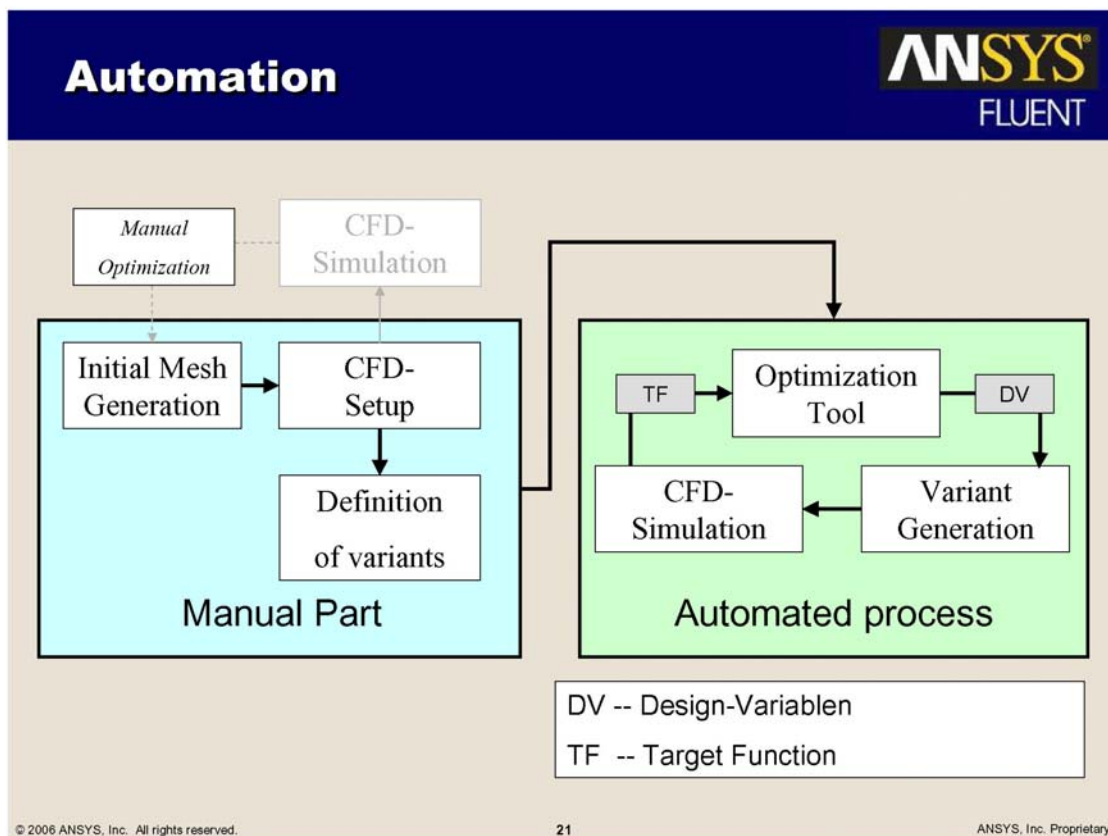 Automation
ANSYS®
FLUENT
Manual
Optimization
CFD-
Simulation
Initial Mesh
Generation
CFD-
Setup
Definition
of variants
Manual Part
TF
Optimization
Tool
DV
CFD-
Simulation
Variant
Generation
Automated process
DV -- Design-Variablen
TF -- Target Function
© 2006 ANSYS, Inc. All rights reserved.
21
ANSYS, Inc. Proprietary